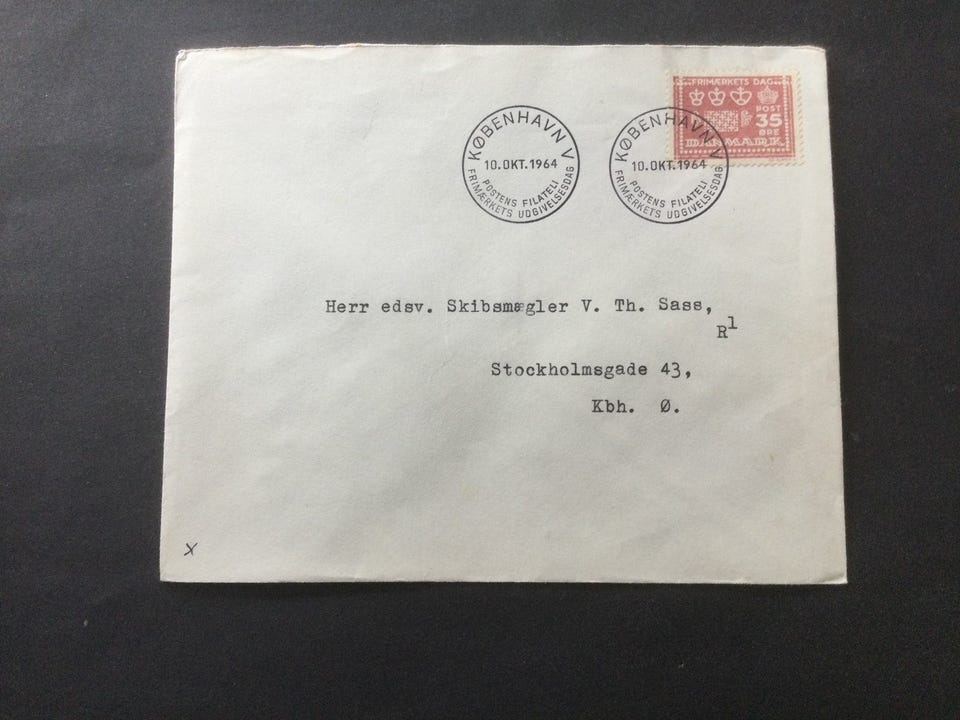 FRIMÆRKETS DAG
POST
35
ØRE
DANMARK
KØBENHAVN V
10.OKT.1964
POSTENS FILATELI
FRIMÆRKETS UDGIVELSESDAG
KØBENHAVN V
10.OKT.1964
POSTENS FILATELI
FRIMÆRKETS UDGIVELSESDAG
Herr edsv. Skibsmægler V. Th. Sass,
R1
Stockholmsgade 43,
Kbh. Ø.
x